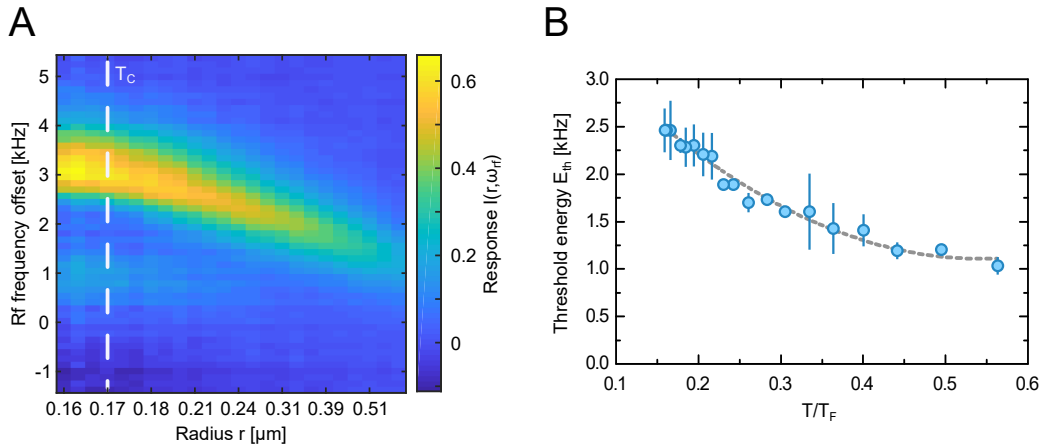 A
5
4
3
2
1
0
-1
Rf frequency offset [kHz]
T_C
0.16 0.17 0.18 0.21 0.24 0.31 0.39 0.51
Radius r [µm]
0.6
0.4
0.2
0
Response I(r,ω_rf)
B
3.0
2.5
2.0
1.5
1.0
0.5
0.0
Threshold energy E_th [kHz]
0.1 0.2 0.3 0.4 0.5 0.6
T/T_F